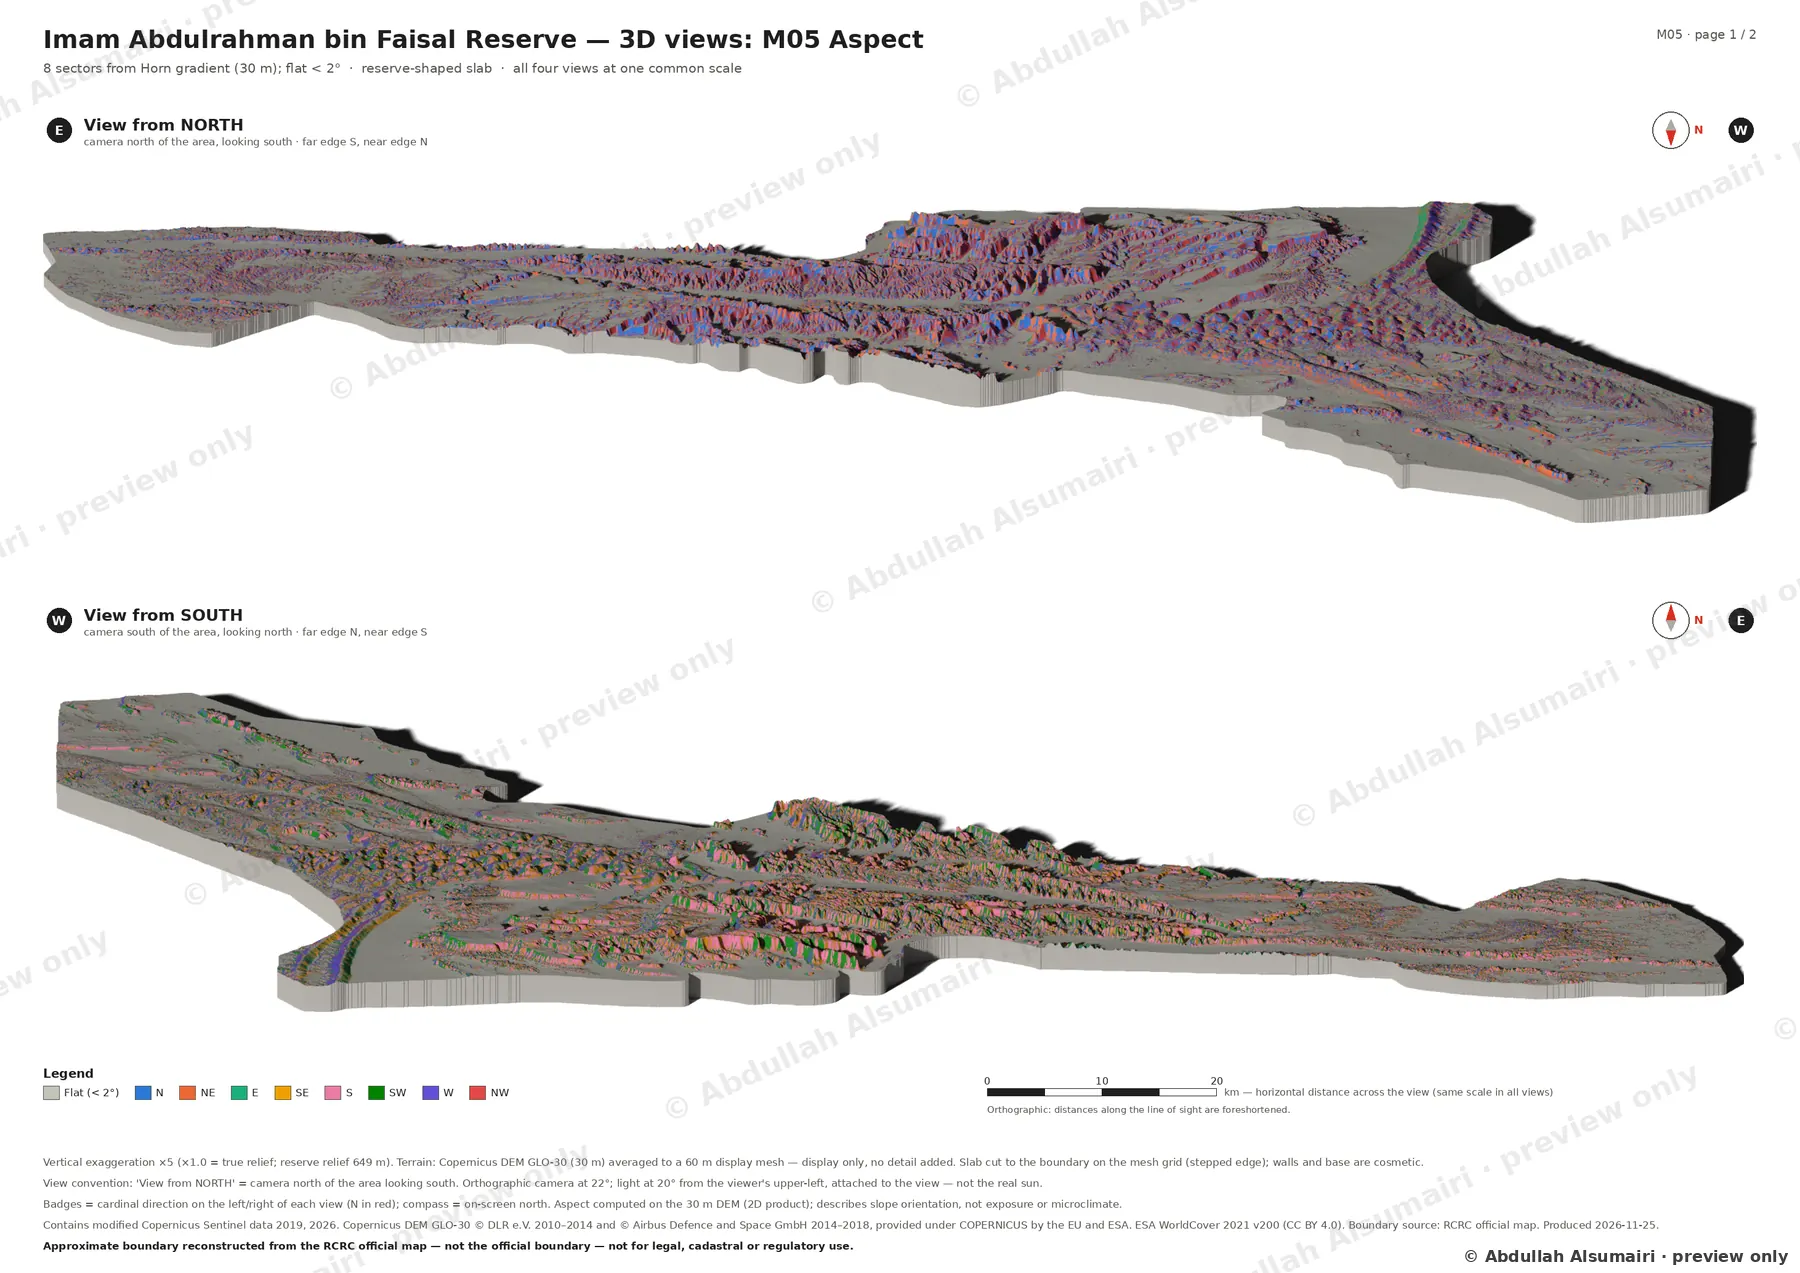 Imam Abdulrahman bin Faisal Reserve — 3D views: M05 Aspect
M05 · page 1 / 2
8 sectors from Horn gradient (30 m); flat < 2° · reserve-shaped slab · all four views at one common scale
E
View from NORTH
camera north of the area, looking south · far edge S, near edge N
N
W
W
View from SOUTH
camera south of the area, looking north · far edge N, near edge S
N
E
Legend
Flat (< 2°) N NE E SE S SW W NW
0 10 20
km — horizontal distance across the view (same scale in all views)
Orthographic: distances along the line of sight are foreshortened.
Vertical exaggeration ×5 (×1.0 = true relief; reserve relief 649 m). Terrain: Copernicus DEM GLO-30 (30 m) averaged to a 60 m display mesh — display only, no detail added. Slab cut to the boundary on the mesh grid (stepped edge); walls and base are cosmetic.
View convention: 'View from NORTH' = camera north of the area looking south. Orthographic camera at 22°; light at 20° from the viewer's upper-left, attached to the view — not the real sun.
Badges = cardinal direction on the left/right of each view (N in red); compass = on-screen north. Aspect computed on the 30 m DEM (2D product); describes slope orientation, not exposure or microclimate.
Contains modified Copernicus Sentinel data 2019, 2026. Copernicus DEM GLO-30 © DLR e.V. 2010–2014 and © Airbus Defence and Space GmbH 2014–2018, provided under COPERNICUS by the EU and ESA. ESA WorldCover 2021 v200 (CC BY 4.0). Boundary source: RCRC official map. Produced 2026-11-25.
Approximate boundary reconstructed from the RCRC official map — not the official boundary — not for legal, cadastral or regulatory use.
© Abdullah Alsumairi · preview only